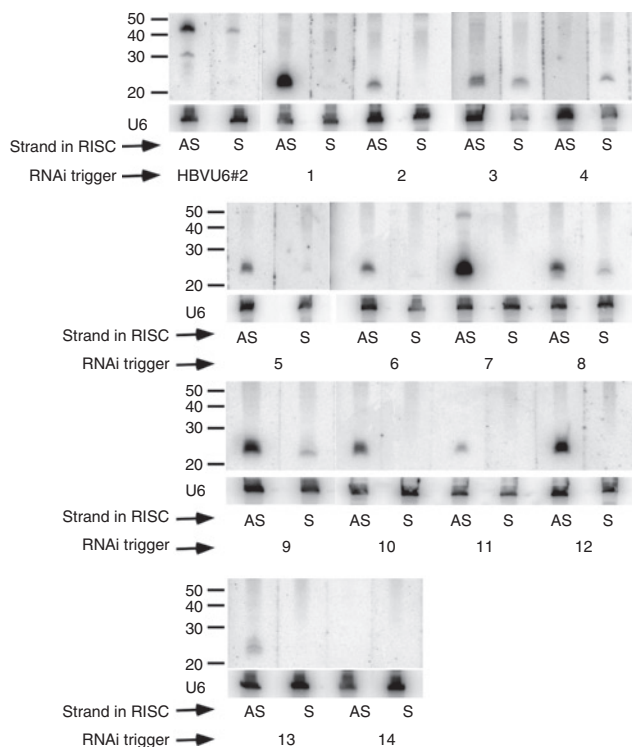 50
40
30
20
U6
Strand in RISC AS S AS S AS S AS S AS S
RNAi trigger HBVU6#2 1 2 3 4
50
40
30
20
U6
Strand in RISC AS S AS S AS S AS S
RNAi trigger 5 6 7 8
50
40
30
20
U6
Strand in RISC AS S AS S AS S AS S
RNAi trigger 9 10 11 12
50
40
30
20
U6
Strand in RISC AS S AS S
RNAi trigger 13 14